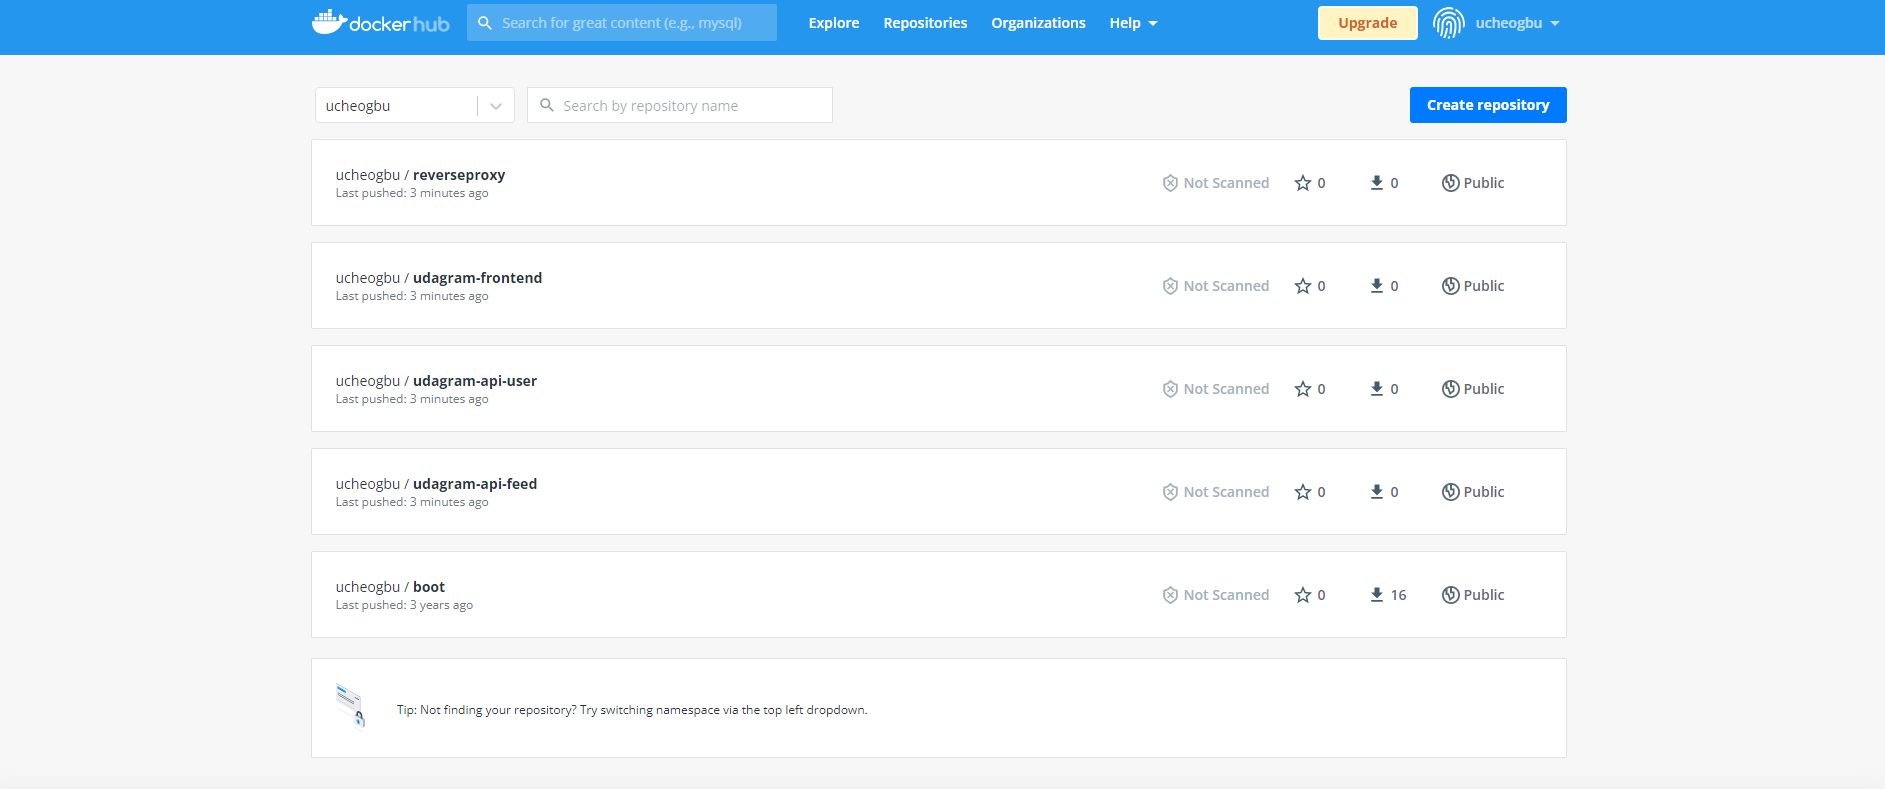 dockerhub Search for great content (e.g., mysql) Explore Repositories Organizations Help Upgrade ucheogbu
ucheogbu Search by repository name Create repository
ucheogbu / reverseproxy
Last pushed: 3 minutes ago
Not Scanned 0 0 Public
ucheogbu / udagram-frontend
Last pushed: 3 minutes ago
Not Scanned 0 0 Public
ucheogbu / udagram-api-user
Last pushed: 3 minutes ago
Not Scanned 0 0 Public
ucheogbu / udagram-api-feed
Last pushed: 3 minutes ago
Not Scanned 0 0 Public
ucheogbu / boot
Last pushed: 3 years ago
Not Scanned 0 16 Public
Tip: Not finding your repository? Try switching namespace via the top left dropdown.